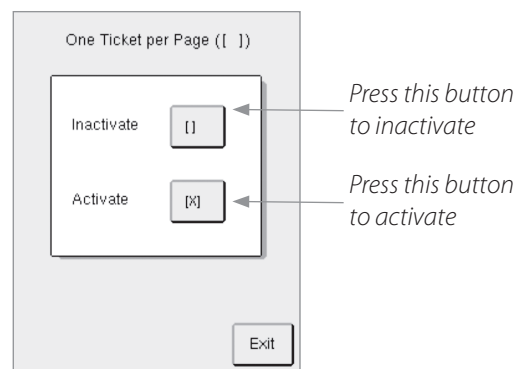 One Ticket per Page ([ ])
Inactivate [ ]
Press this button
to inactivate
Activate [X]
Press this button
to activate
Exit